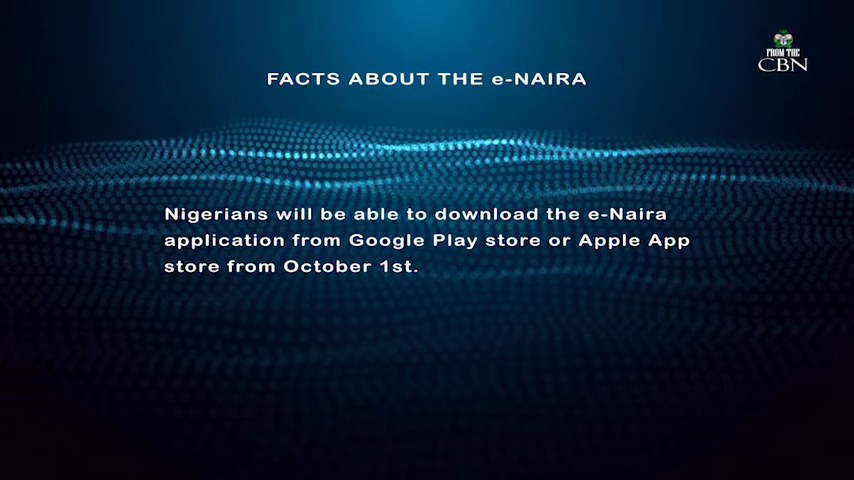 FROM THE
CBN
FACTS ABOUT THE e-NAIRA
Nigerians will be able to download the e-Naira
application from Google Play store or Apple App
store from October 1st.